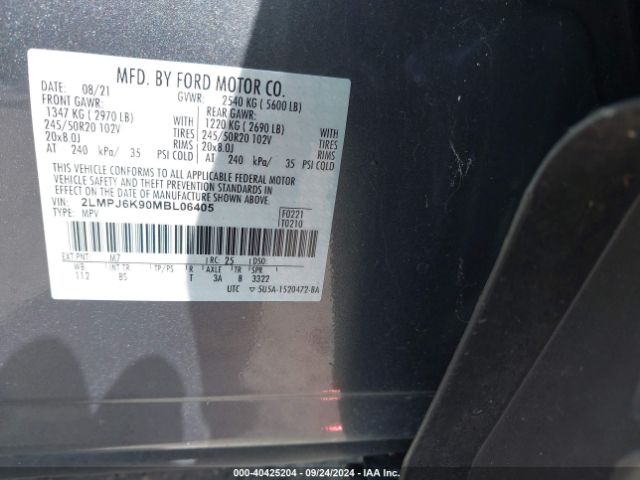 MFD. BY FORD MOTOR CO.
DATE: 08/21 GVWR: 2540 KG ( 5600 LB)
FRONT GAWR: REAR GAWR:
1347 KG ( 2970 LB) WITH 1220 KG ( 2690 LB) WITH
245/50R20 102V TIRES 245/50R20 102V TIRES
20x8.0J RIMS 20x8.0J RIMS
AT 240 kPa/ 35 PSI COLD AT 240 kPa/ 35 PSI COLD
THIS VEHICLE CONFORMS TO ALL APPLICABLE FEDERAL MOTOR
VEHICLE SAFETY AND THEFT PREVENTION STANDARDS IN
EFFECT ON THE DATE OF MANUFACTURE SHOWN ABOVE.
VIN: 2LMPJ6K90MBL06405
TYPE: MPV F0221
T0210
EXT PNT: M7 RC: 25 DSO:
WB INT TR TP/PS R AXLE TR SPR
112 B5 T 3A B 3322
UTC ▽ 5U5A-1520472-BA
000-40425204 - 09/24/2024 - IAA Inc.